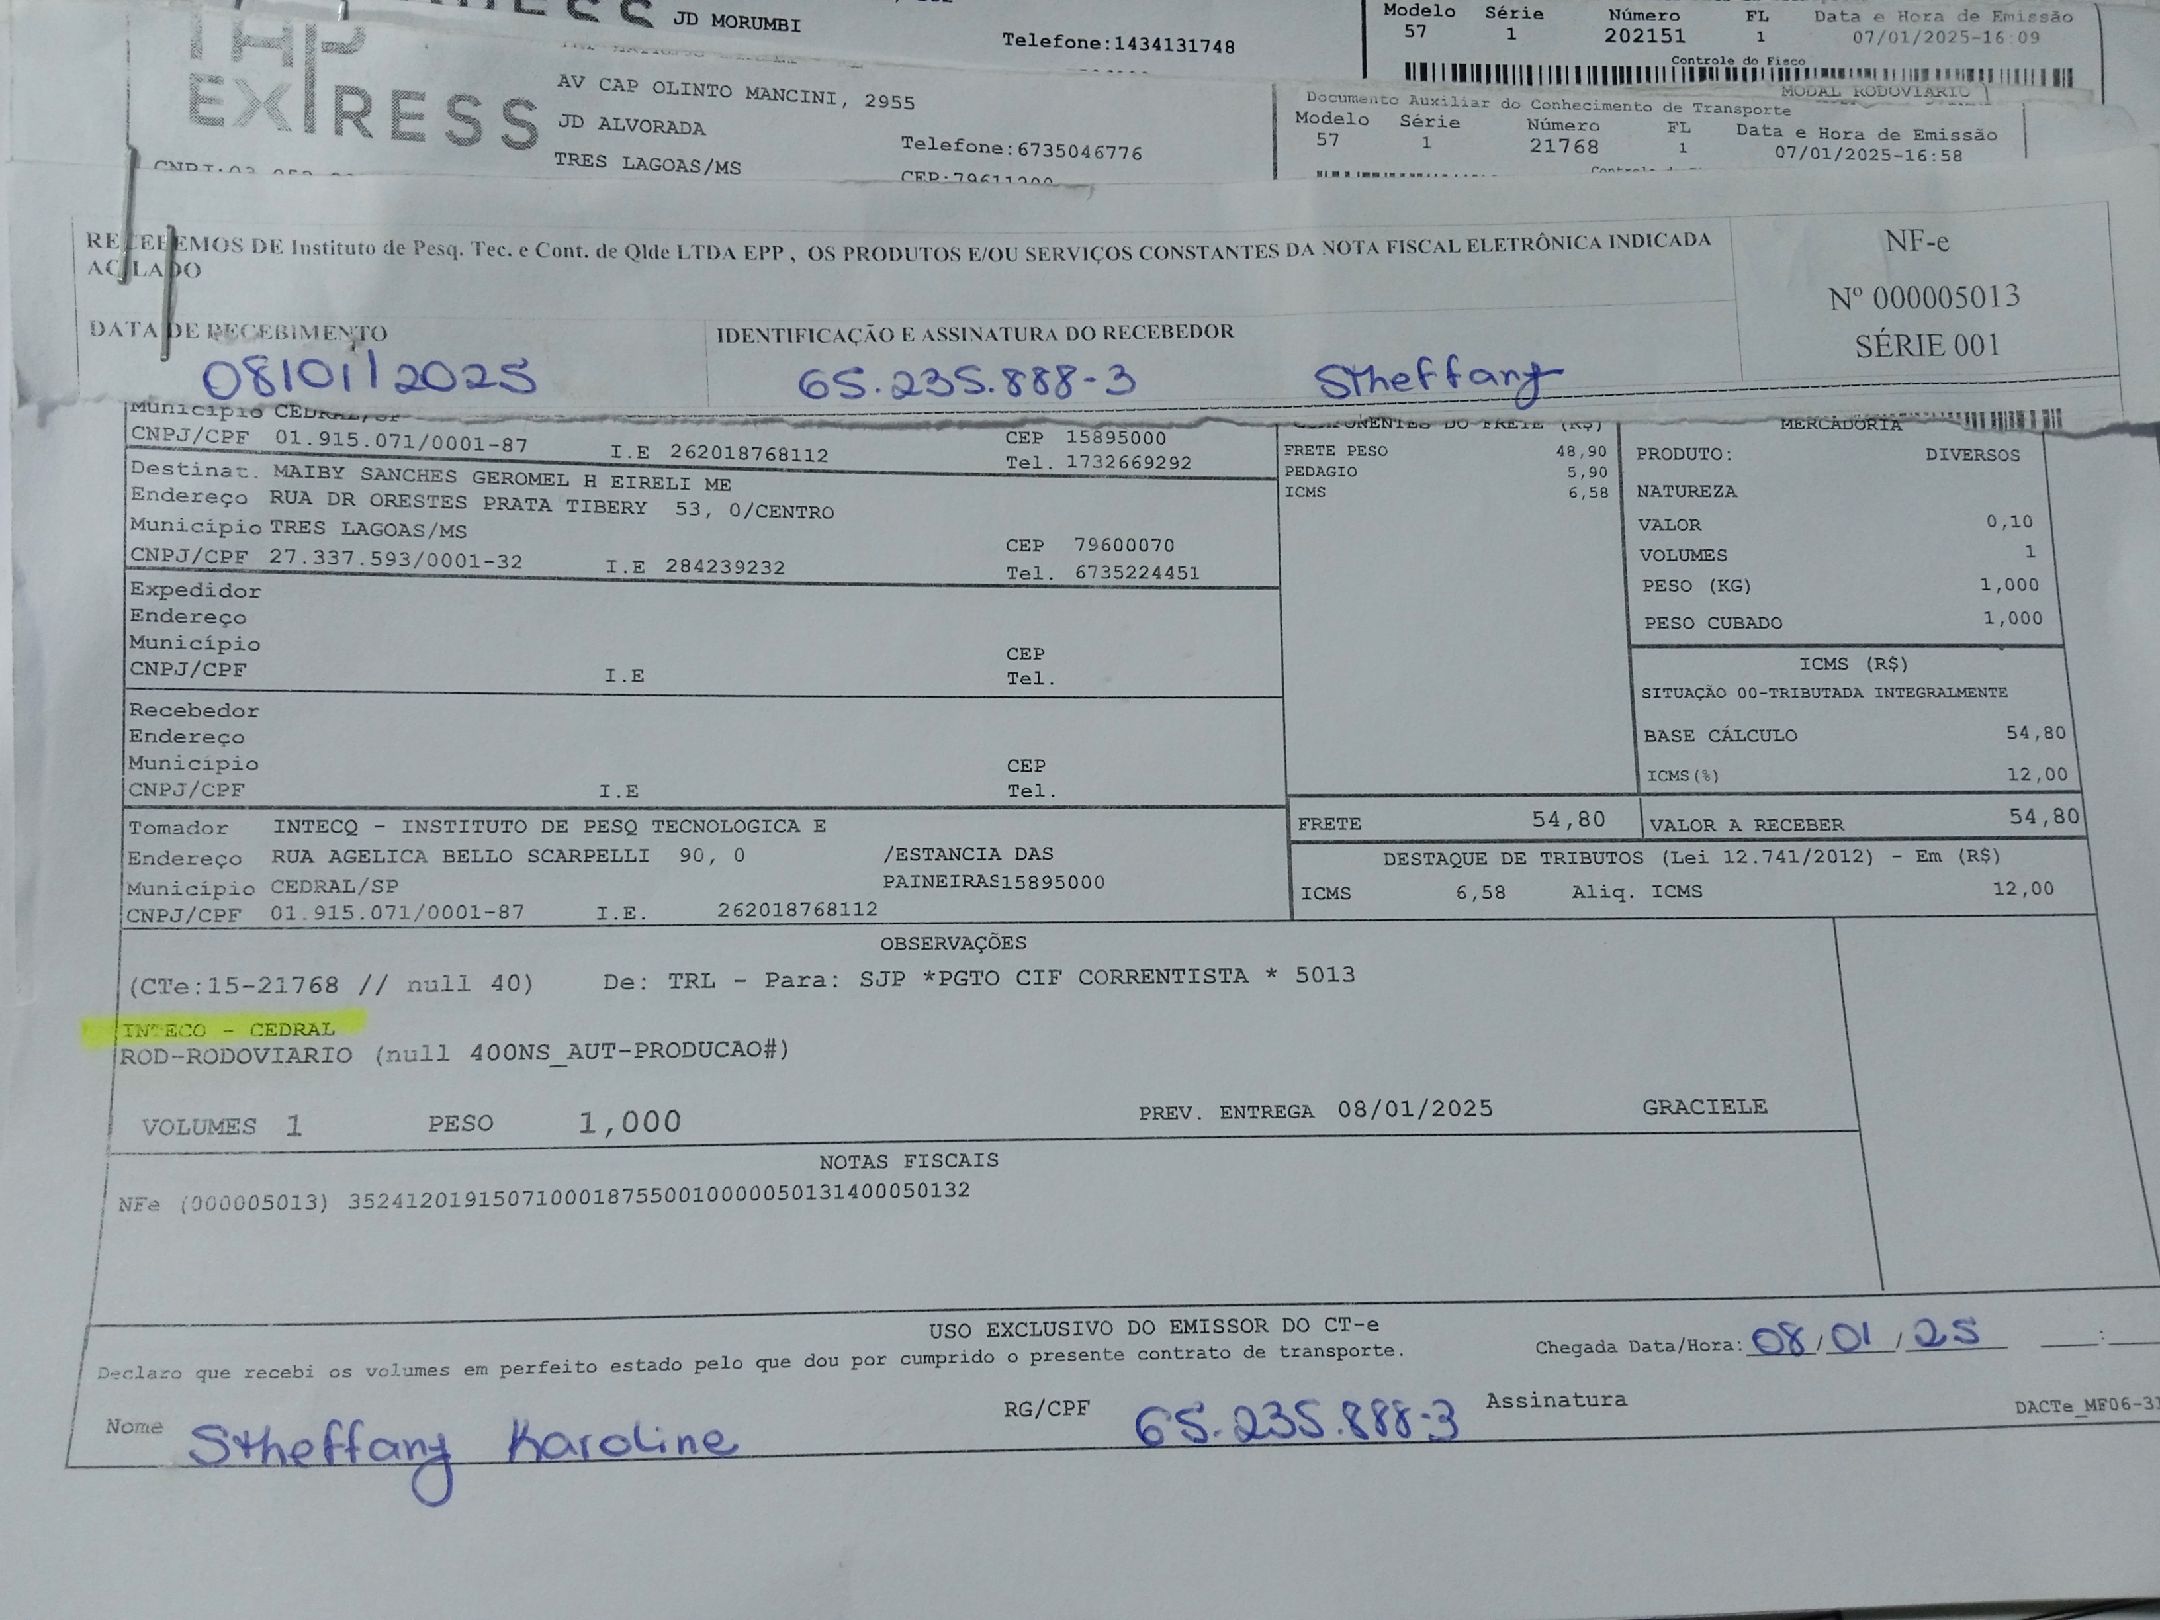 JD MORUMBI
Telefone:1434131748
Modelo Série Número FL Data e Hora de Emissão
57 1 202151 1 07/01/2025-16:09
Controle do Fisco
MODAL RODOVIARIO
EXPRESS
AV CAP OLINTO MANCINI, 2955
JD ALVORADA
TRES LAGOAS/MS
Telefone:6735046776
CEP:79611200
Documento Auxiliar do Conhecimento de Transporte
Modelo Série Número FL Data e Hora de Emissão
57 1 21768 1 07/01/2025-16:58
RECEBEMOS DE Instituto de Pesq. Tec. e Cont. de Qlde LTDA EPP , OS PRODUTOS E/OU SERVIÇOS CONSTANTES DA NOTA FISCAL ELETRÔNICA INDICADA
AO LADO
NF-e
Nº 000005013
SÉRIE 001
DATA DE RECEBIMENTO
IDENTIFICAÇÃO E ASSINATURA DO RECEBEDOR
08/01/2025
65.235.888-3 Stheffany
Município CEDRAL/SP
CNPJ/CPF 01.915.071/0001-87 I.E 262018768112
CEP 15895000
Tel. 1732669292
Destinat. MAIBY SANCHES GEROMEL H EIRELI ME
Endereço RUA DR ORESTES PRATA TIBERY 53, 0/CENTRO
Município TRES LAGOAS/MS
CNPJ/CPF 27.337.593/0001-32 I.E 284239232
CEP 79600070
Tel. 6735224451
Expedidor
Endereço
Município
CNPJ/CPF I.E
CEP
Tel.
Recebedor
Endereço
Município
CNPJ/CPF I.E
CEP
Tel.
Tomador INTECQ - INSTITUTO DE PESQ TECNOLOGICA E
Endereço RUA AGELICA BELLO SCARPELLI 90, 0 /ESTANCIA DAS
Município CEDRAL/SP PAINEIRAS15895000
CNPJ/CPF 01.915.071/0001-87 I.E. 262018768112
COMPONENTES DO FRETE (R$)
FRETE PESO 48,90
PEDAGIO 5,90
ICMS 6,58
MERCADORIA
PRODUTO: DIVERSOS
NATUREZA
VALOR 0,10
VOLUMES 1
PESO (KG) 1,000
PESO CUBADO 1,000
ICMS (R$)
SITUAÇÃO 00-TRIBUTADA INTEGRALMENTE
BASE CÁLCULO 54,80
ICMS(%) 12,00
FRETE 54,80 VALOR A RECEBER 54,80
DESTAQUE DE TRIBUTOS (Lei 12.741/2012) - Em (R$)
ICMS 6,58 Aliq. ICMS 12,00
OBSERVAÇÕES
(CTe:15-21768 // null 40) De: TRL - Para: SJP *PGTO CIF CORRENTISTA * 5013
INTECO - CEDRAL
ROD-RODOVIARIO (null 400NS_AUT-PRODUCAO#)
VOLUMES 1 PESO 1,000 PREV. ENTREGA 08/01/2025 GRACIELE
NOTAS FISCAIS
NFe (000005013) 35241201915071000187550010000050131400050132
USO EXCLUSIVO DO EMISSOR DO CT-e
Declaro que recebi os volumes em perfeito estado pelo que dou por cumprido o presente contrato de transporte.
Chegada Data/Hora: 08/01/25 :
Nome Stheffany Karoline RG/CPF 65.235.888-3 Assinatura
DACTe_MF06-31